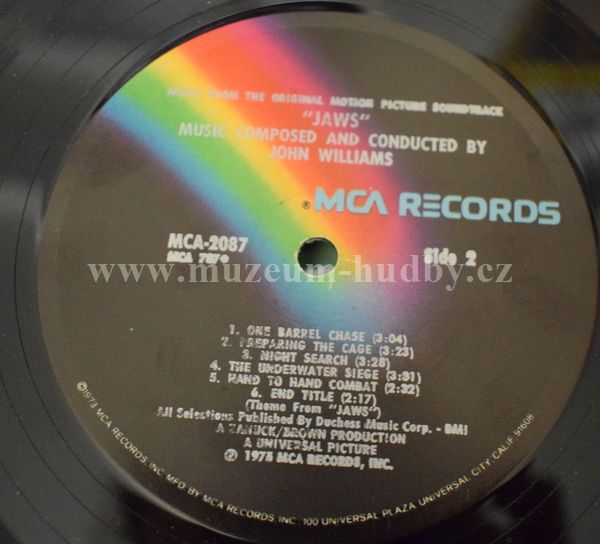 MUSIC FROM THE ORIGINAL MOTION PICTURE SOUNDTRACK
"JAWS"
MUSIC COMPOSED AND CONDUCTED BY
JOHN WILLIAMS
® MCA RECORDS
MCA-2087
Side 2
www.muzeum-hudby.cz
1. ONE BARREL CHASE (3:04)
2. PREPARING THE CAGE (3:23)
3. NIGHT SEARCH (3:28)
4. THE UNDERWATER SIEGE (3:31)
5. HAND TO HAND COMBAT (2:32)
6. END TITLE (2:17)
(Theme From "JAWS")
All Selections Published By Duchess Music Corp. - BMI
A ZANUCK/BROWN PRODUCTION
A UNIVERSAL PICTURE
Ⓟ 1975 MCA RECORDS, INC.
©1973 MCA RECORDS, INC. MFD BY MCA RECORDS, INC. 100 UNIVERSAL PLAZA, UNIVERSAL CITY, CALIF. 91608